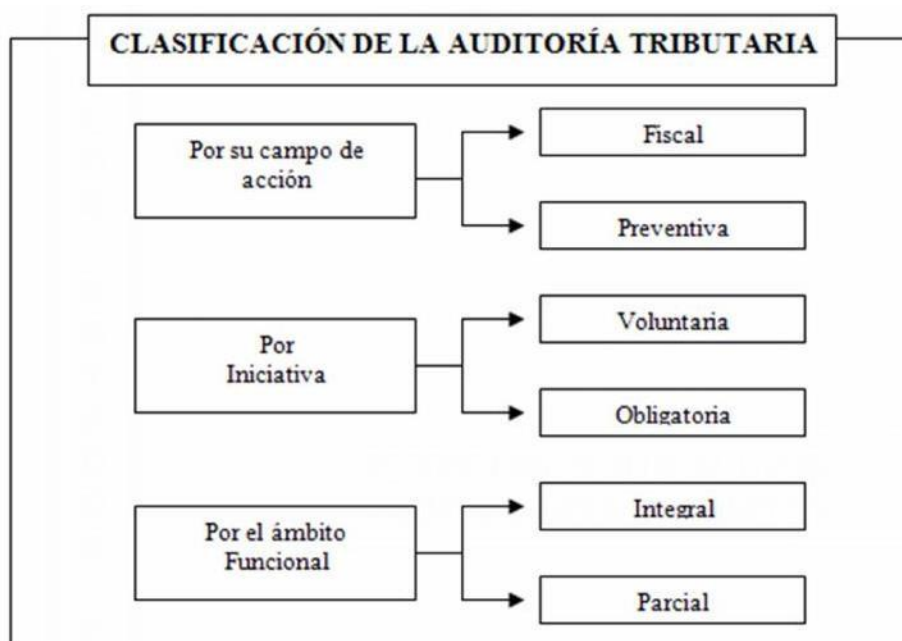 CLASIFICACIÓN DE LA AUDITORÍA TRIBUTARIA
Por su campo de
acción
Fiscal
Preventiva
Por
Iniciativa
Voluntaria
Obligatoria
Por el ámbito
Funcional
Integral
Parcial